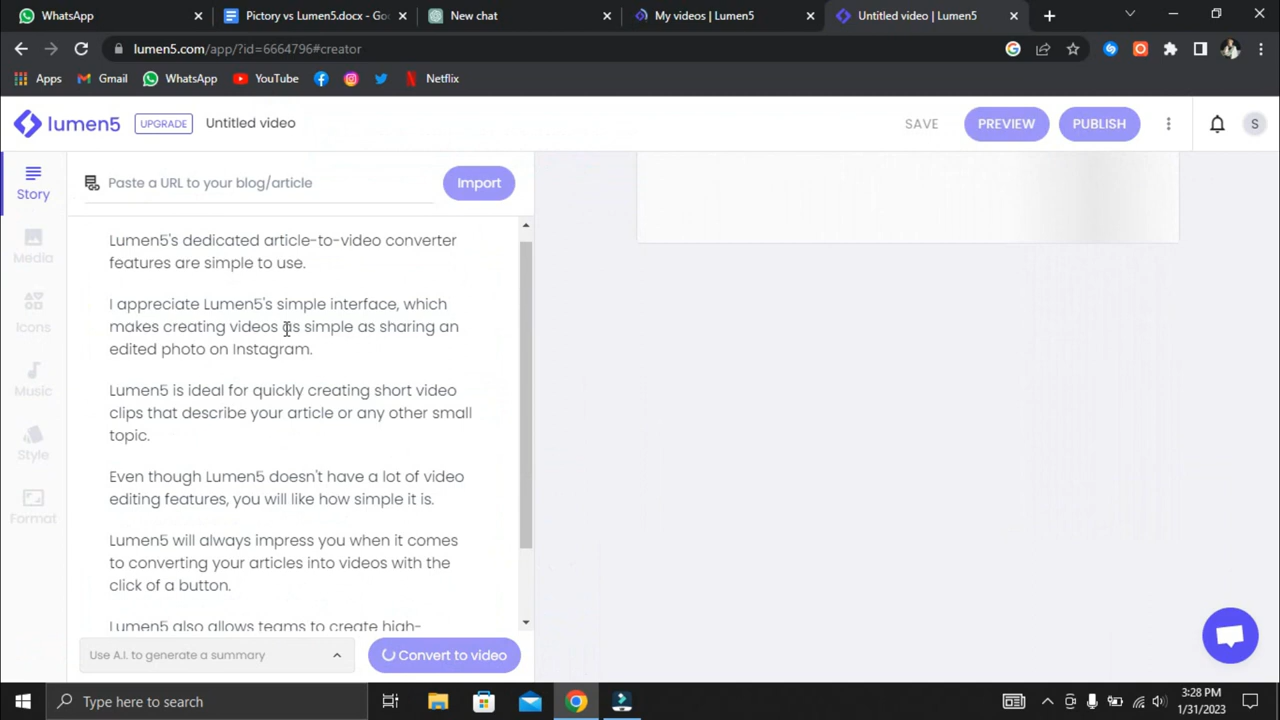 WhatsApp
Pictory vs Lumen5.docx - Goo
New chat
My videos | Lumen5
Untitled video | Lumen5
lumen5.com/app/?id=6664796#creator
Apps
Gmail
WhatsApp
YouTube
Netflix
lumen5
UPGRADE
Untitled video
SAVE
PREVIEW
PUBLISH
S
Story
Media
Icons
Music
Style
Format
Paste a URL to your blog/article
Import
Lumen5's dedicated article-to-video converter
features are simple to use.
I appreciate Lumen5's simple interface, which
makes creating videos as simple as sharing an
edited photo on Instagram.
Lumen5 is ideal for quickly creating short video
clips that describe your article or any other small
topic.
Even though Lumen5 doesn't have a lot of video
editing features, you will like how simple it is.
Lumen5 will always impress you when it comes
to converting your articles into videos with the
click of a button.
Lumen5 also allows teams to create high-
Use A.I. to generate a summary
Convert to video
Type here to search
3:28 PM
1/31/2023